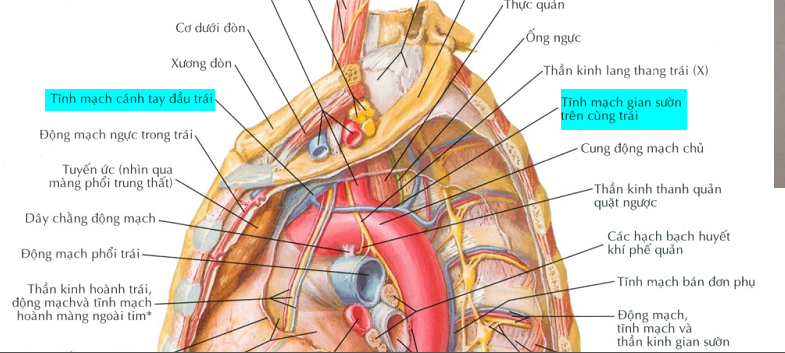 Thực quản
Cơ dưới đòn
Ống ngực
Xương đòn
Thần kinh lang thang trái (X)
Tĩnh mạch cánh tay đầu trái
Tĩnh mạch gian sườn
trên cùng trái
Động mạch ngực trong trái
Cung động mạch chủ
Tuyến ức (nhìn qua
màng phổi trung thất)
Thần kinh thanh quản
quặt ngược
Dây chằng động mạch
Các hạch bạch huyết
khí phế quản
Động mạch phổi trái
Tĩnh mạch bán đơn phụ
Thần kinh hoành trái,
động mạchvà tĩnh mạch
hoành màng ngoài tim*
Động mạch,
tĩnh mạch và
thần kinh gian sườn